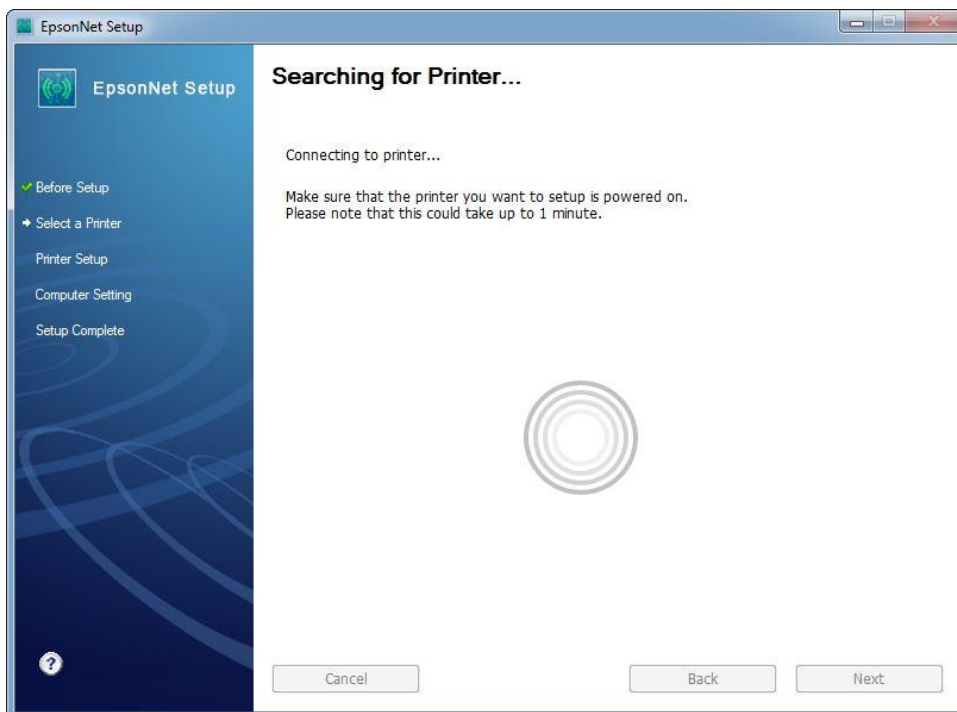 EpsonNet Setup
EpsonNet Setup
Before Setup
Select a Printer
Printer Setup
Computer Setting
Setup Complete
?
Searching for Printer...
Connecting to printer...
Make sure that the printer you want to setup is powered on.
Please note that this could take up to 1 minute.
Cancel
Back
Next